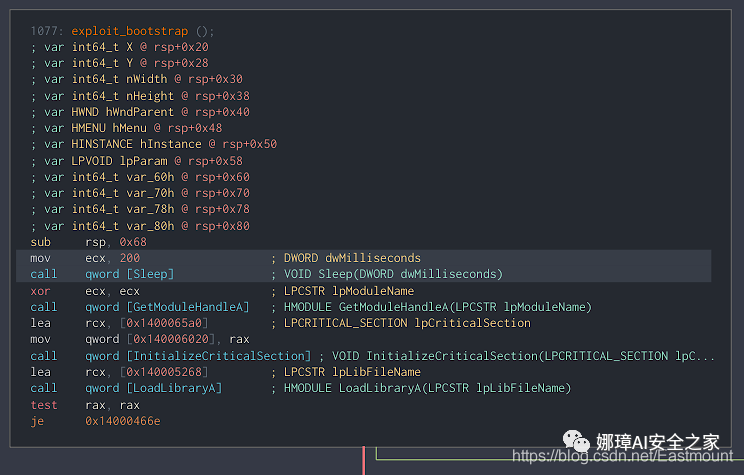 1077: exploit_bootstrap ();
; var int64_t X @ rsp+0x20
; var int64_t Y @ rsp+0x28
; var int64_t nWidth @ rsp+0x30
; var int64_t nHeight @ rsp+0x38
; var HWND hWndParent @ rsp+0x40
; var HMENU hMenu @ rsp+0x48
; var HINSTANCE hInstance @ rsp+0x50
; var LPVOID lpParam @ rsp+0x58
; var int64_t var_60h @ rsp+0x60
; var int64_t var_70h @ rsp+0x70
; var int64_t var_78h @ rsp+0x78
; var int64_t var_80h @ rsp+0x80
sub rsp, 0x68
mov ecx, 200 ; DWORD dwMilliseconds
call qword [Sleep] ; VOID Sleep(DWORD dwMilliseconds)
xor ecx, ecx ; LPCSTR lpModuleName
call qword [GetModuleHandleA] ; HMODULE GetModuleHandleA(LPCSTR lpModuleName)
lea rcx, [0x1400065a0] ; LPCRITICAL_SECTION lpCriticalSection
mov qword [0x140006020], rax
call qword [InitializeCriticalSection] ; VOID InitializeCriticalSection(LPCRITICAL_SECTION lpC...
lea rcx, [0x140005268] ; LPCSTR lpLibFileName
call qword [LoadLibraryA] ; HMODULE LoadLibraryA(LPCSTR lpLibFileName)
test rax, rax
je 0x14000466e
娜璋AI安全之家
https://blog.csdn.net/Eastmount